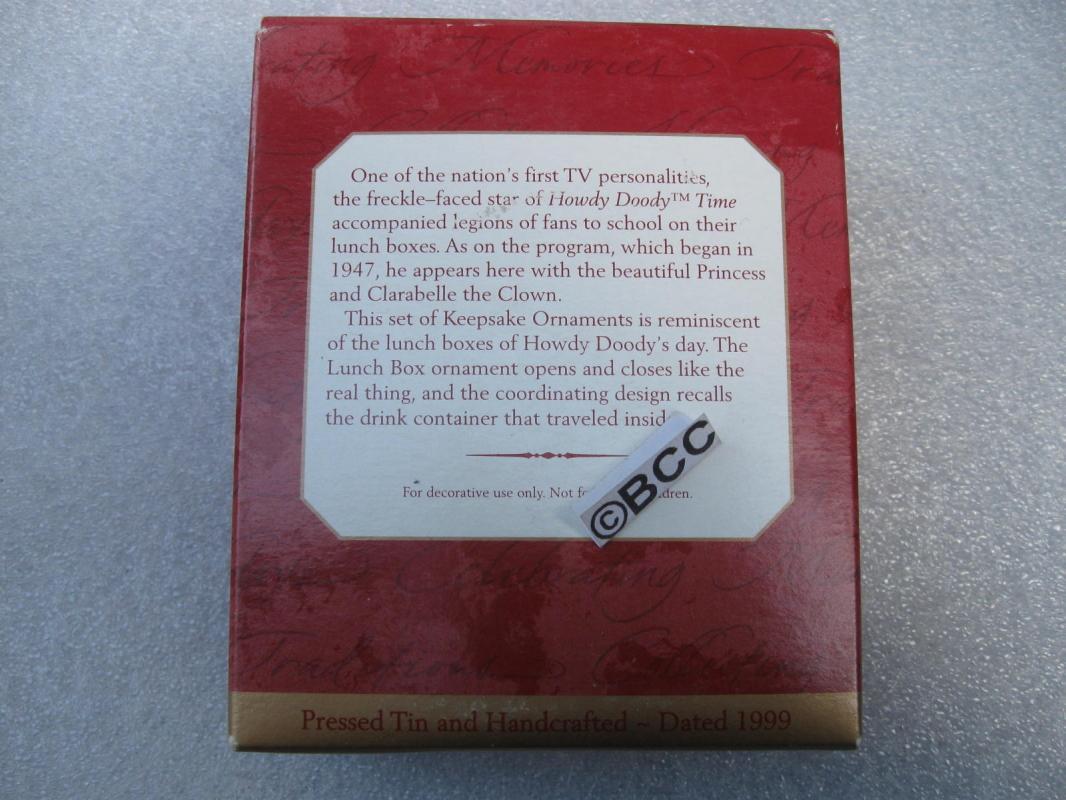 Memories
One of the nation's first TV personalities,
the freckle–faced star of Howdy Doody™ Time
accompanied legions of fans to school on their
lunch boxes. As on the program, which began in
1947, he appears here with the beautiful Princess
and Clarabelle the Clown.
This set of Keepsake Ornaments is reminiscent
of the lunch boxes of Howdy Doody's day. The
Lunch Box ornament opens and closes like the
real thing, and the coordinating design recalls
the drink container that traveled
For decorative use only. Not
©BCC
Celebrating
Traditions
Pressed Tin and Handcrafted ~ Dated 1999